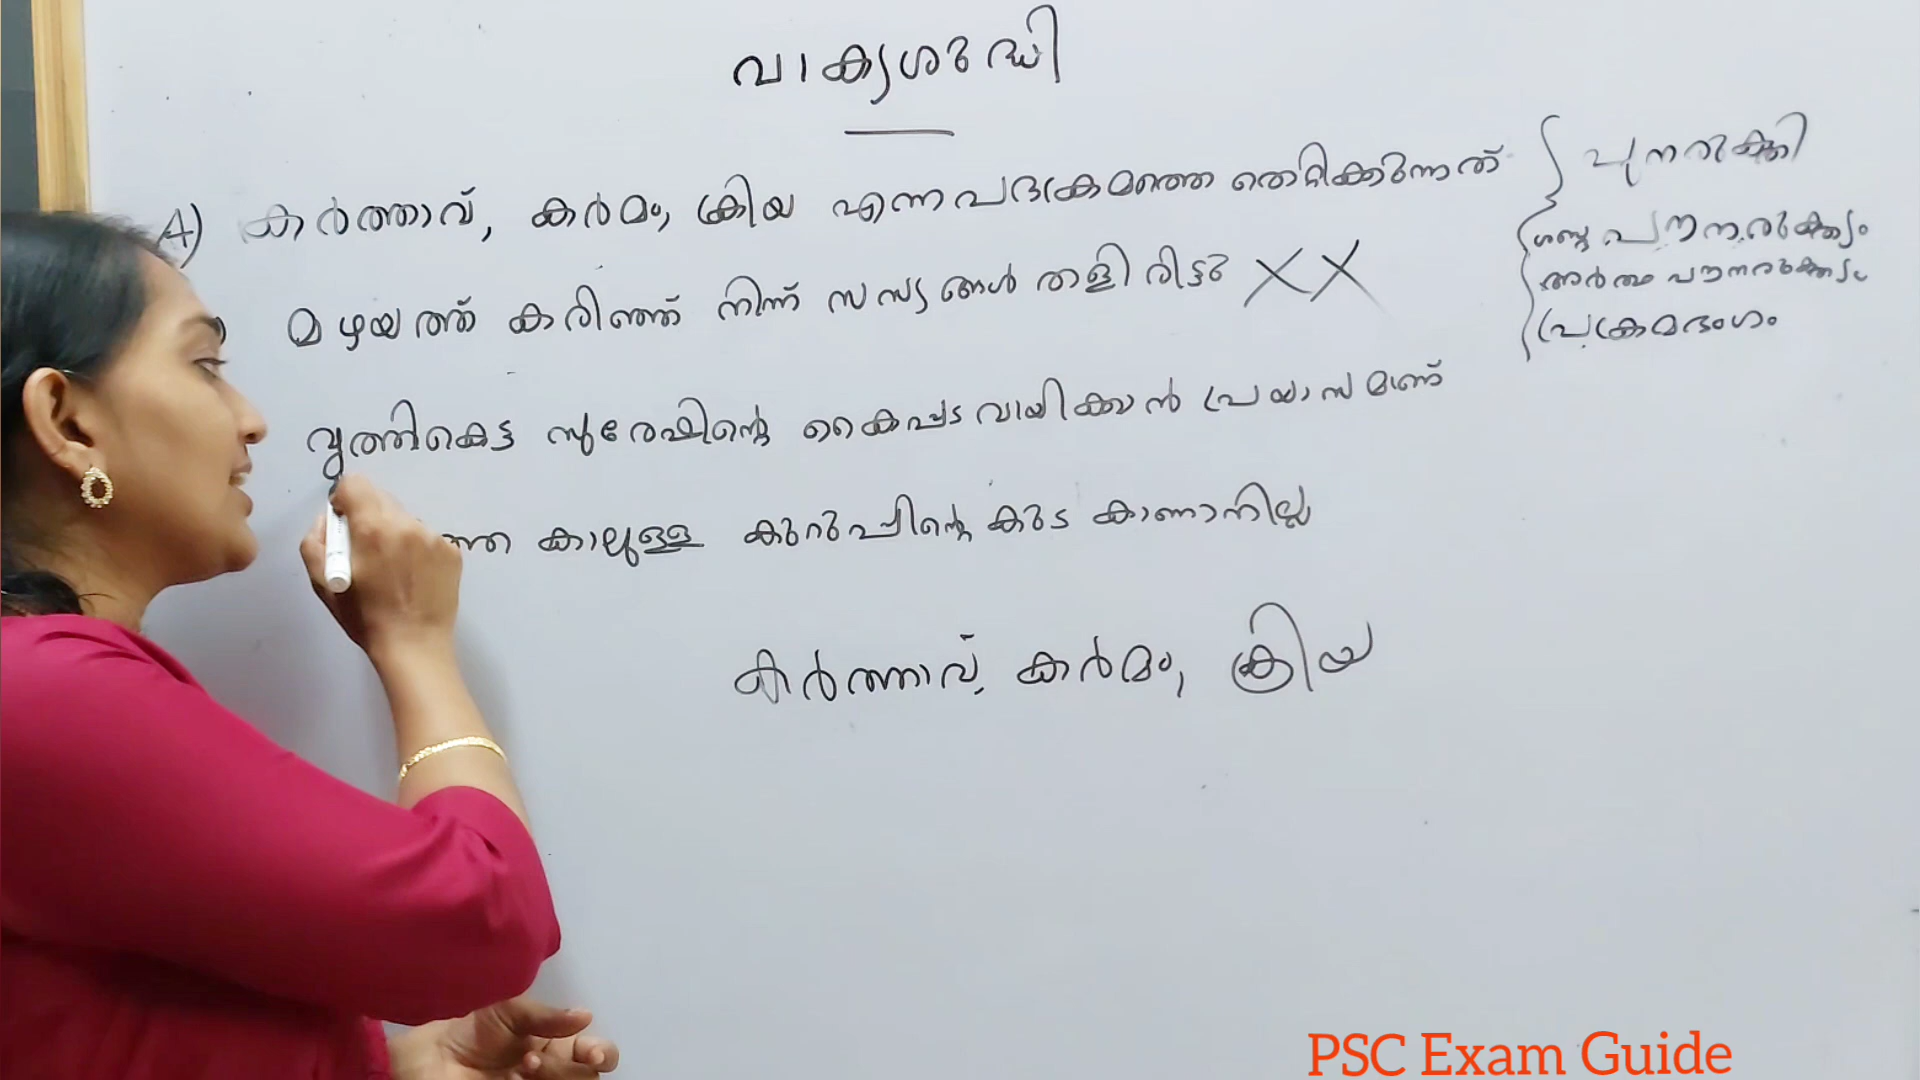 വാക്യശുദ്ധി
A) കർത്താവ്, കർമം, ക്രിയ എന്ന പദക്രമത്തെ തെറ്റിക്കുന്നത്
മഴയത്ത് കരിഞ്ഞ് നിന്ന് സസ്യങ്ങൾ തളിരിട്ടു XX
വൃത്തികെട്ട സുരേഷിന്റെ കൈപ്പട വായിക്കാൻ പ്രയാസമാണ്
കാലുള്ള കുറുപ്പിന്റെ കുട കാണാനില്ല
കർത്താവ്, കർമം, ക്രിയ
പുനരുക്തി
ശബ്ദ പൗനരുക്ത്യം
അർത്ഥ പൗനരുക്ത്യം
പ്രക്രമഭംഗം
PSC Exam Guide